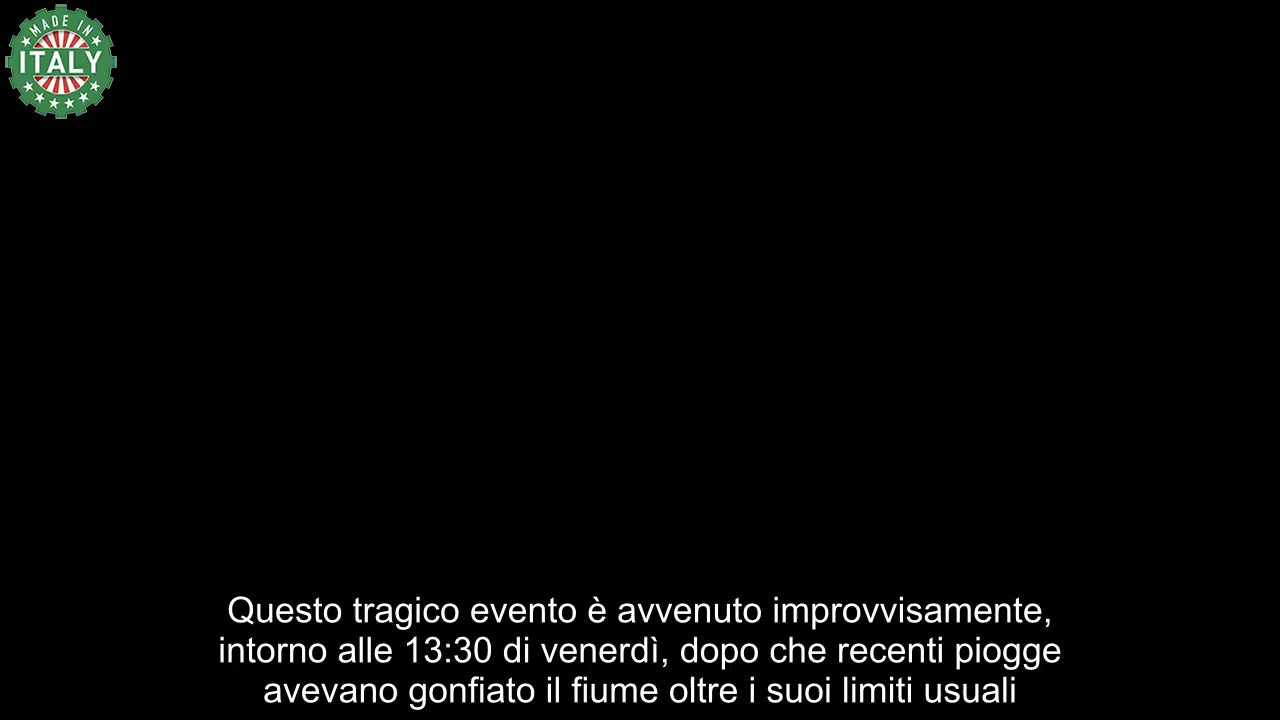 MADE IN
ITALY
Questo tragico evento è avvenuto improvvisamente,
intorno alle 13:30 di venerdì, dopo che recenti piogge
avevano gonfiato il fiume oltre i suoi limiti usuali